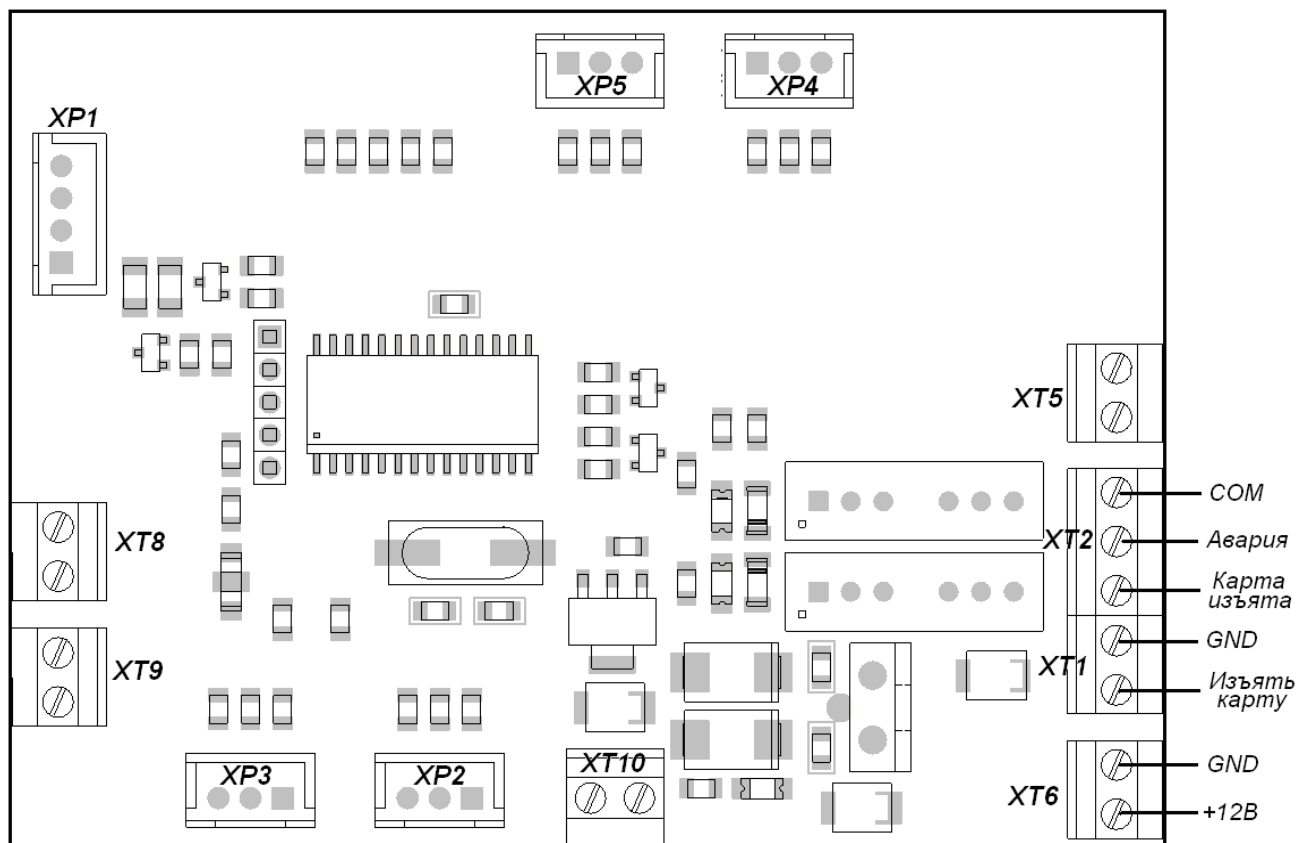 XP5
XP4
XP1
XT5
COM
XT8
XT2
Авария
Карта
изъята
GND
XT9
XT1
Изъять
карту
XP3
XP2
XT10
GND
XT6
+12В